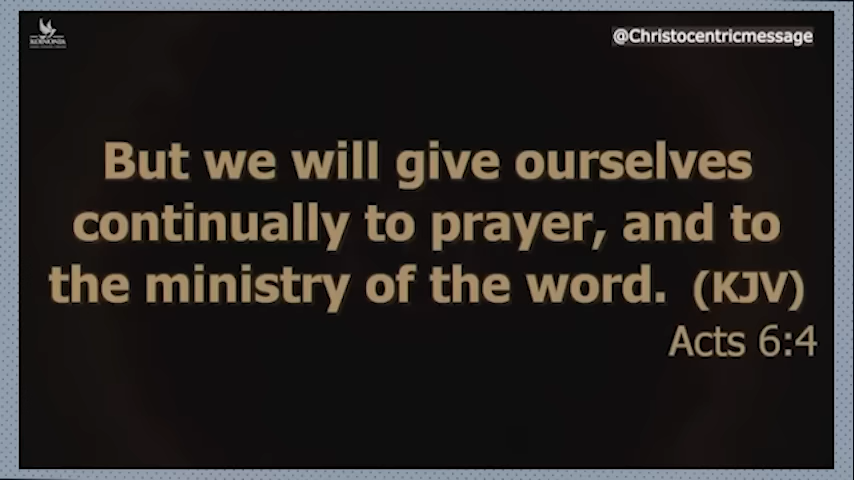 KOINONIA
@Christocentricmessage
But we will give ourselves
continually to prayer, and to
the ministry of the word. (KJV)
Acts 6:4